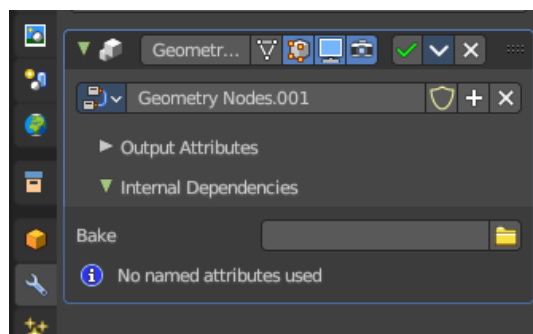 Geometr...
Geometry Nodes.001
Output Attributes
Internal Dependencies
Bake
No named attributes used